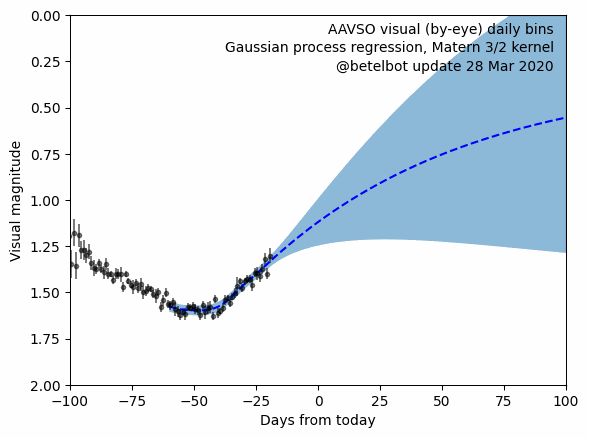 AAVSO visual (by-eye) daily bins
Gaussian process regression, Matern 3/2 kernel
@betelbot update 28 Mar 2020
Visual magnitude
0.00
0.25
0.50
0.75
1.00
1.25
1.50
1.75
2.00
−100 −75 −50 −25 0 25 50 75 100
Days from today